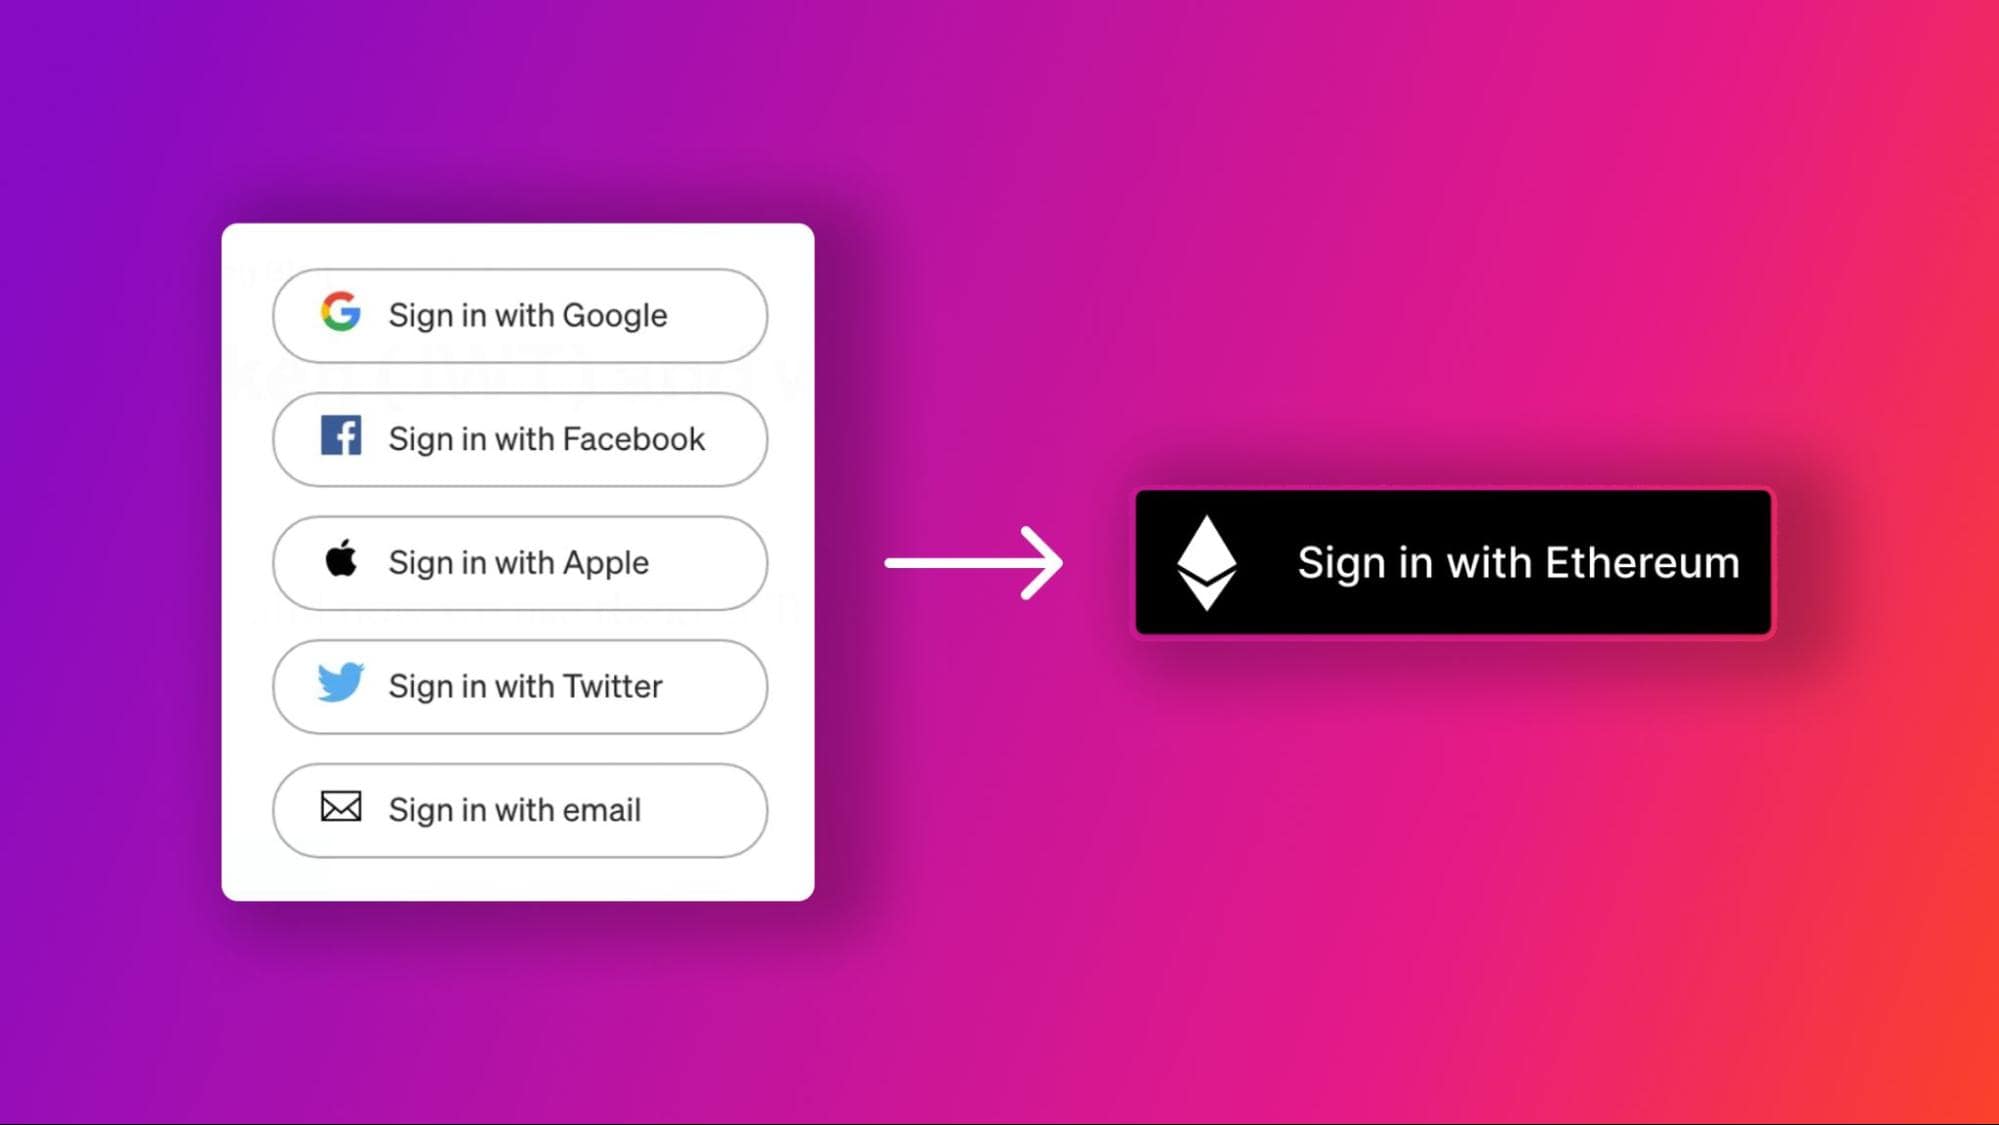 Sign in with Google
Sign in with Facebook
Sign in with Apple
Sign in with Twitter
Sign in with email
Sign in with Ethereum